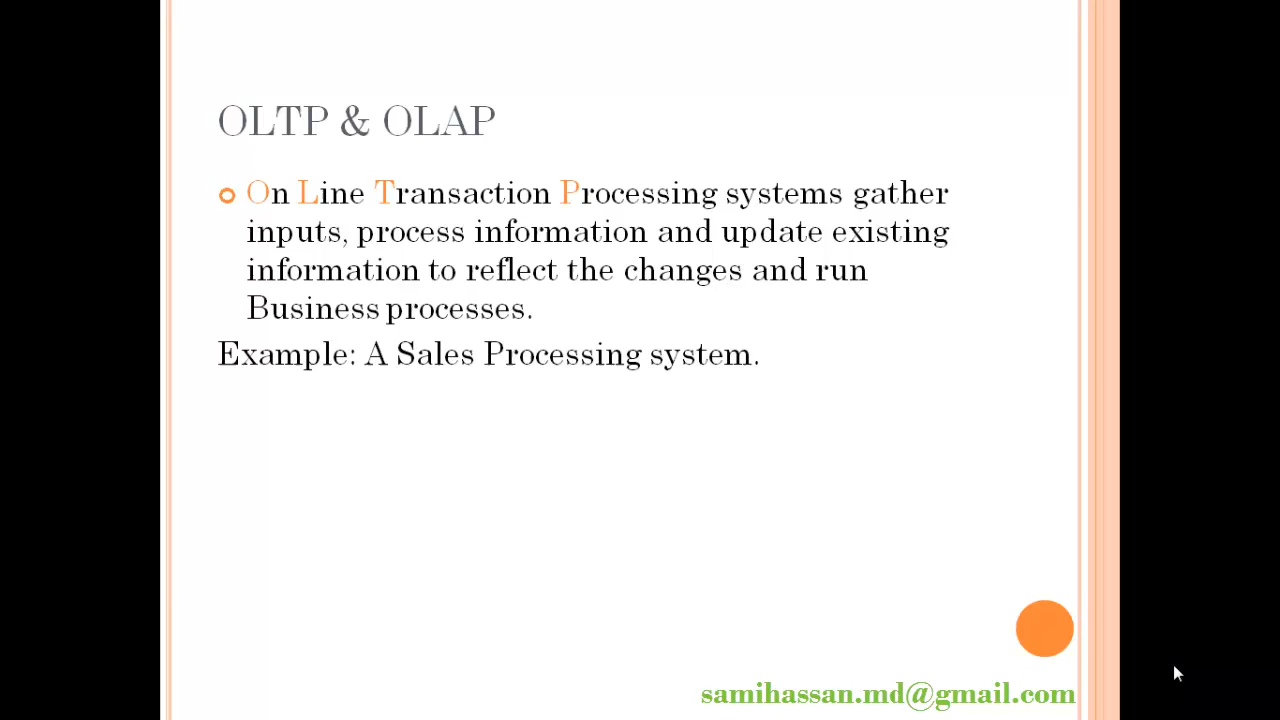 OLTP & OLAP
On Line Transaction Processing systems gather
inputs, process information and update existing
information to reflect the changes and run
Business processes.
Example: A Sales Processing system.
samihassan.md@gmail.com